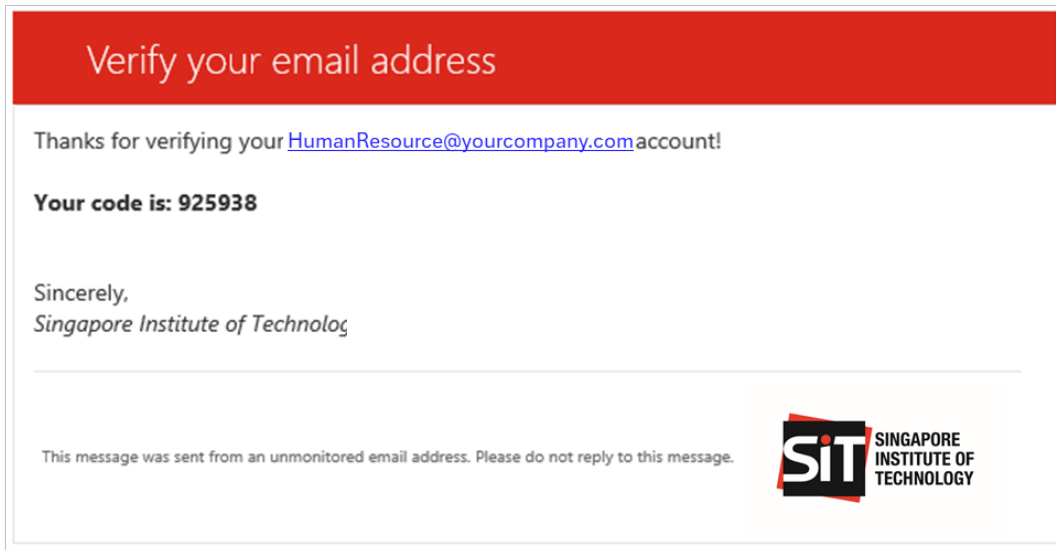 Verify your email address
Thanks for verifying your HumanResource@yourcompany.com account!
Your code is: 925938
Sincerely,
Singapore Institute of Technolog
This message was sent from an unmonitored email address. Please do not reply to this message.
SiT
SINGAPORE
INSTITUTE OF
TECHNOLOGY